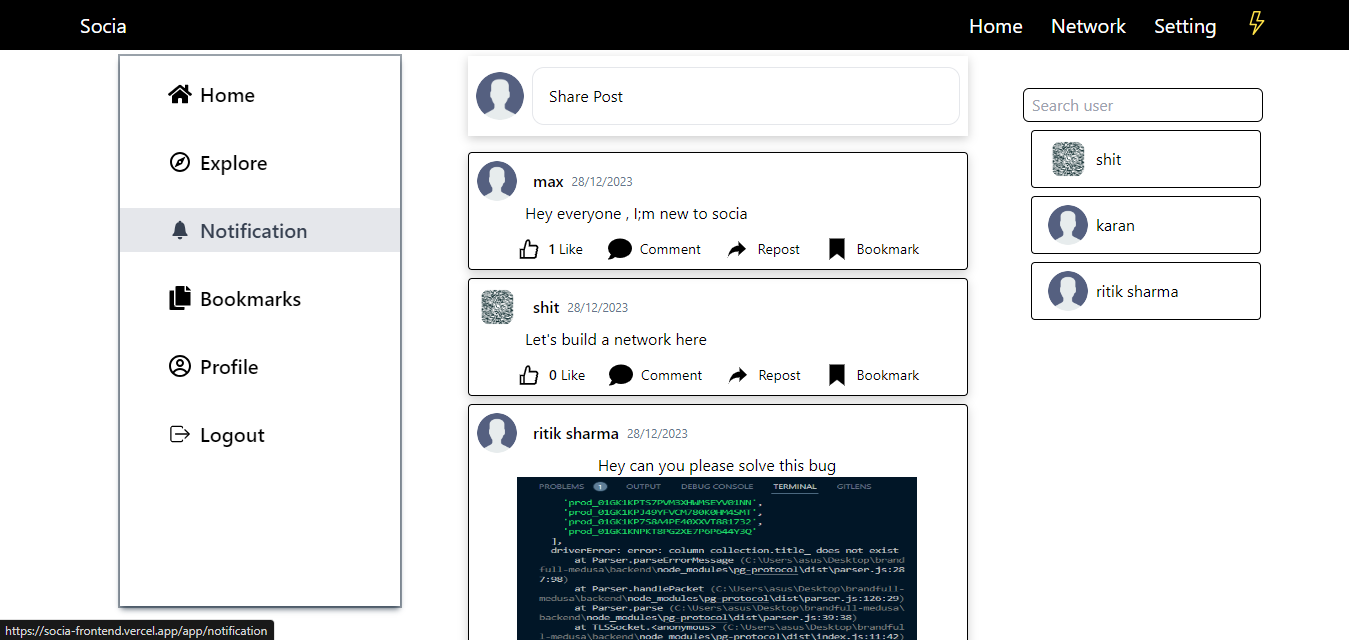 Socia
Home Network Setting
Home
Explore
Notification
Bookmarks
Profile
Logout
Share Post
max 28/12/2023
Hey everyone , I;m new to socia
1 Like Comment Repost Bookmark
shit 28/12/2023
Let's build a network here
0 Like Comment Repost Bookmark
ritik sharma 28/12/2023
Hey can you please solve this bug
PROBLEMS 1 OUTPUT DEBUG CONSOLE TERMINAL GITLENS
'prod_01GK1KPTS7PVM3XHWMSEYV01NN',
'prod_01GK1KPJ49YFVCM780K0HM4SMT',
'prod_01GK1KPZS8A4PE40XXVT881732',
'prod_01GK1KNPKT8PG2XE7P6P644Y3Q'
],
driverError: error: column collection.title_ does not exist
at Parser.parseErrorMessage (C:\Users\asus\Desktop\brand
full-medusa\backend\node_modules\pg-protocol\dist\parser.js:28
7:98)
at Parser.handlePacket (C:\Users\asus\Desktop\brandfull-
medusa\backend\node_modules\pg-protocol\dist\parser.js:126:29)
at Parser.parse (C:\Users\asus\Desktop\brandfull-medusa\
backend\node_modules\pg-protocol\dist\parser.js:39:38)
at TLSSocket.<anonymous> (C:\Users\asus\Desktop\brandful
l-medusa\backend\node_modules\pg-protocol\dist\index.js:11:42)
Search user
shit
karan
ritik sharma
https://socia-frontend.vercel.app/app/notification